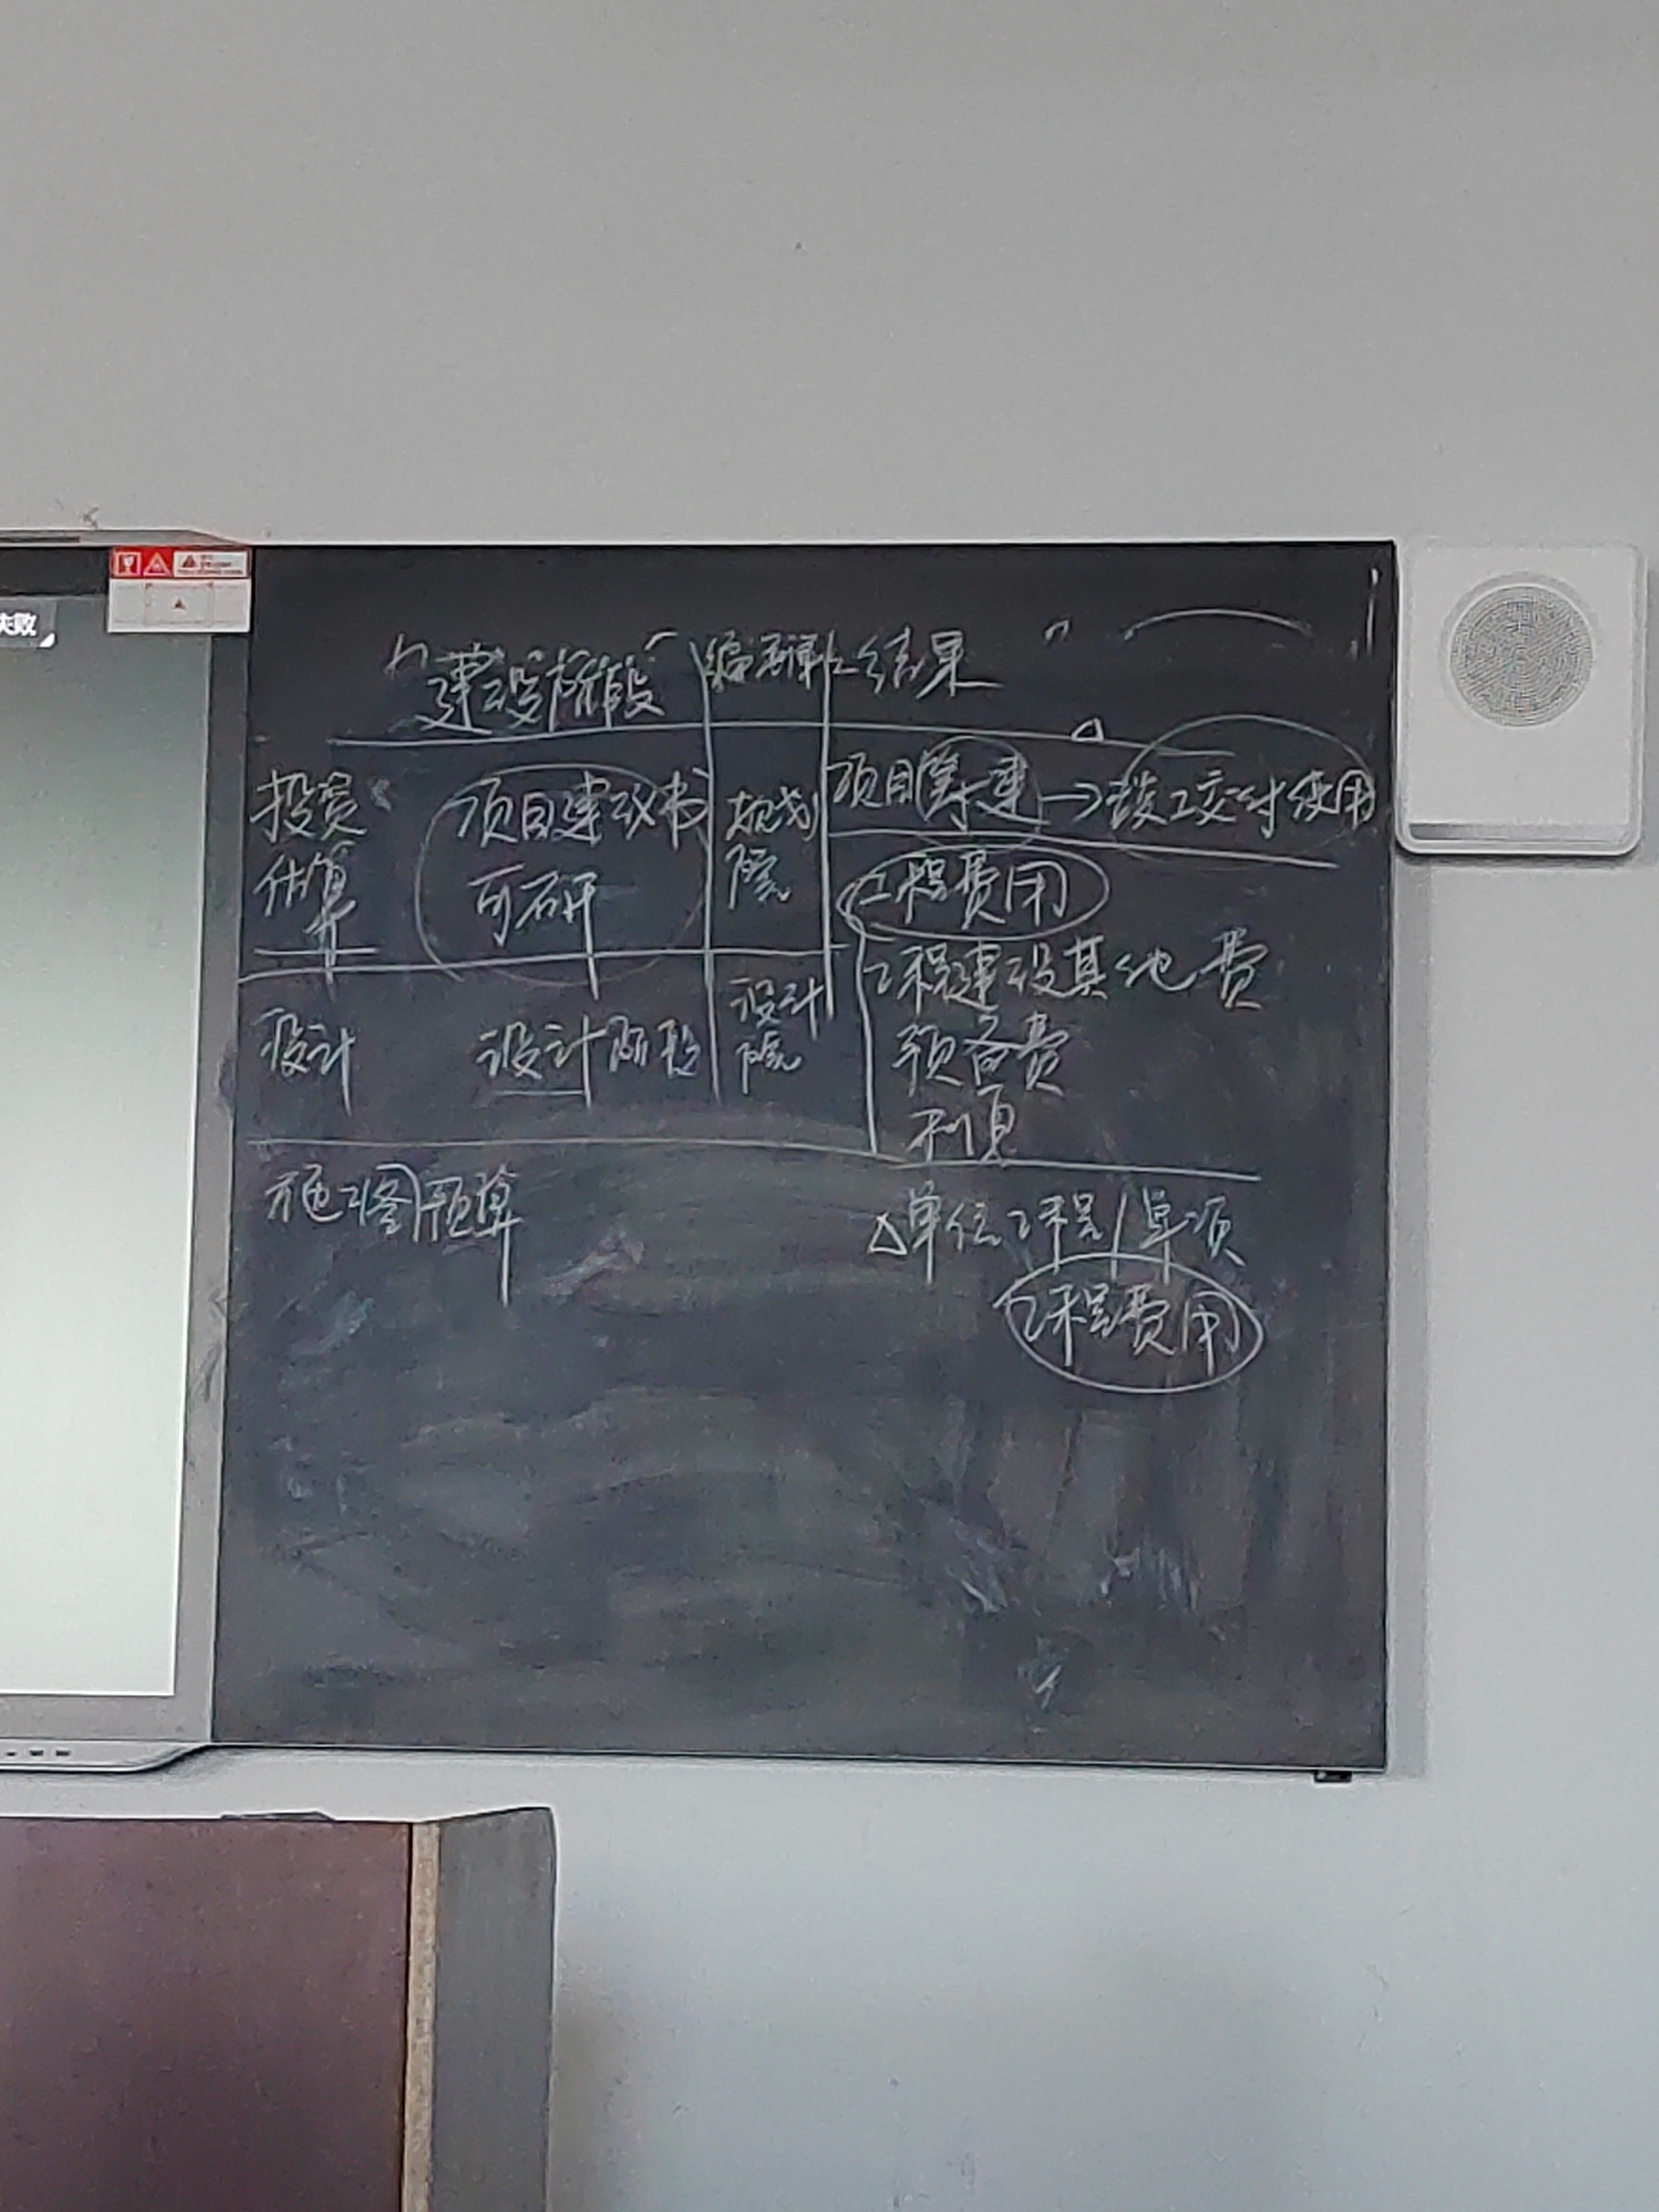 失败
建设阶段 编制单位 结果
投资 项目建议书 规划 项目筹建→竣工交付使用
估算 可研 院 工程费用
工程建设其他费
设计 设计阶段 设计院 预备费
利息
施工图预算 △单位工程/单项
工程费用